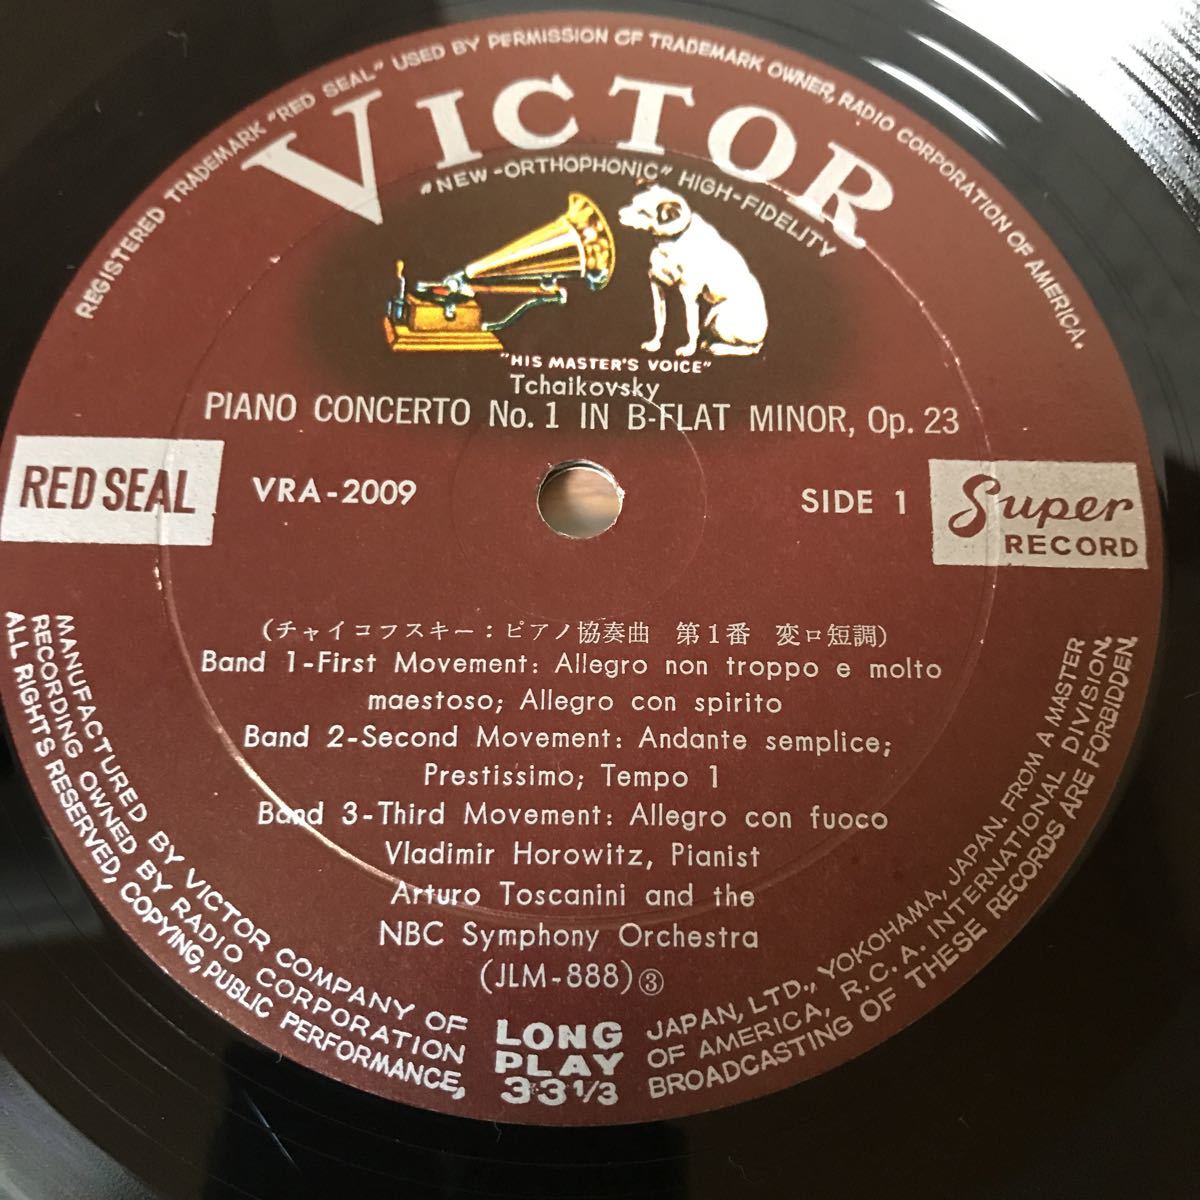 REGISTERED TRADEMARK "RED SEAL" USED BY PERMISSION OF TRADEMARK OWNER, RADIO CORPORATION OF AMERICA.
VICTOR
"NEW-ORTHOPHONIC" HIGH-FIDELITY
"HIS MASTER'S VOICE"
Tchaikovsky
PIANO CONCERTO No. 1 IN B-FLAT MINOR, Op. 23
RED SEAL
VRA-2009
SIDE 1
Super
RECORD
(チャイコフスキー：ピアノ協奏曲 第1番 変ロ短調)
Band 1-First Movement: Allegro non troppo e molto
maestoso; Allegro con spirito
Band 2-Second Movement: Andante semplice;
Prestissimo; Tempo 1
Band 3-Third Movement: Allegro con fuoco
Vladimir Horowitz, Pianist
Arturo Toscanini and the
NBC Symphony Orchestra
(JLM-888)③
LONG
PLAY
33 1/3
MANUFACTURED BY VICTOR COMPANY OF JAPAN, LTD., YOKOHAMA, JAPAN. FROM A MASTER
RECORDING OWNED BY RADIO CORPORATION OF AMERICA, R.C.A. INTERNATIONAL DIVISION.
ALL RIGHTS RESERVED, COPYING, PUBLIC PERFORMANCE, BROADCASTING OF THESE RECORDS ARE FORBIDDEN.